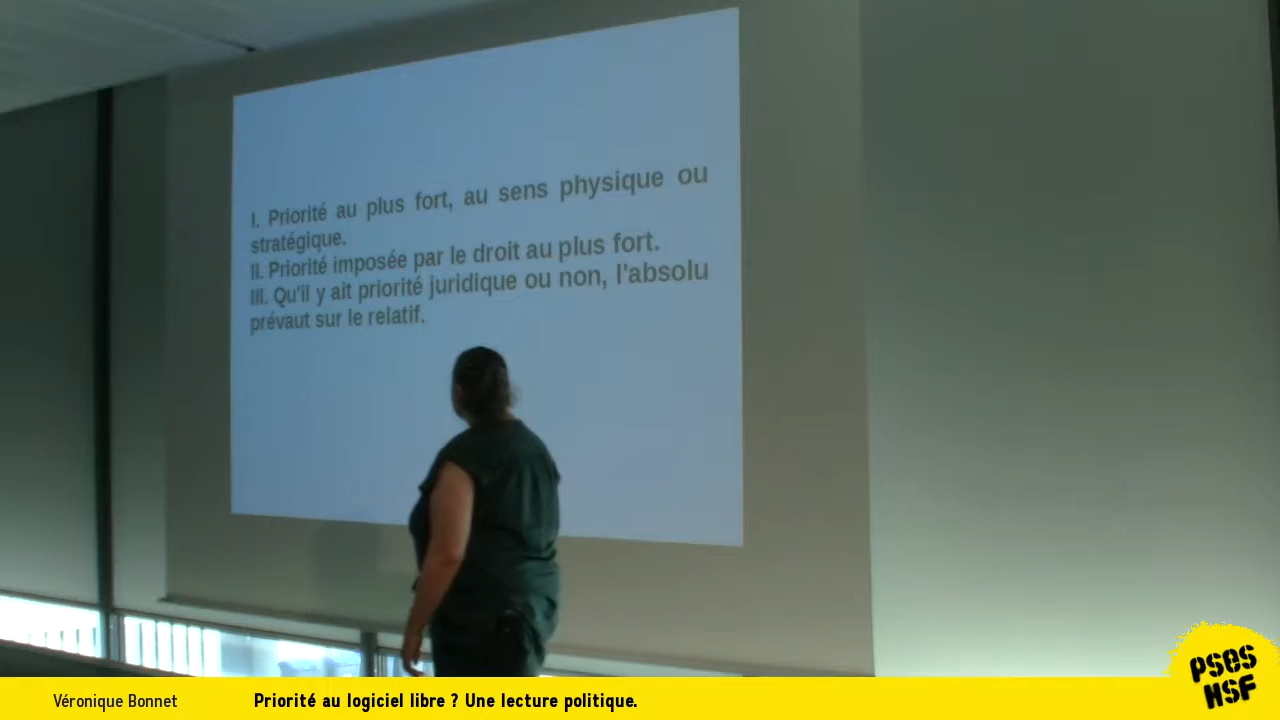 I. Priorité au plus fort, au sens physique ou
stratégique.
II. Priorité imposée par le droit au plus fort.
III. Qu'il y ait priorité juridique ou non, l'absolu
prévaut sur le relatif.
PSES
HSF
Véronique Bonnet
Priorité au logiciel libre ? Une lecture politique.